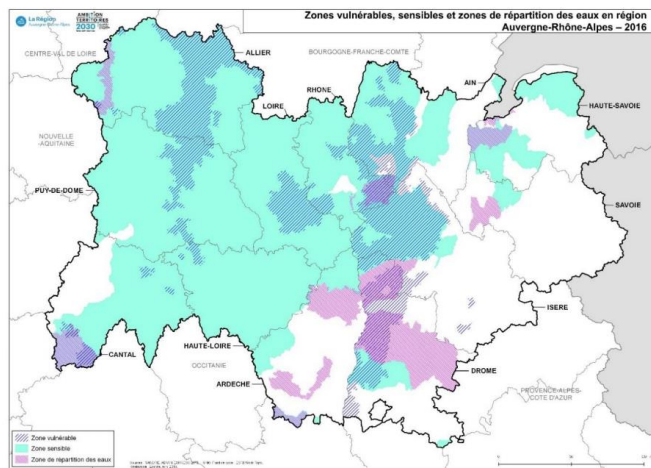 La Région
Auvergne-Rhône-Alpes
AMBITION
TERRITOIRES
2030
Zones vulnérables, sensibles et zones de répartition des eaux en région
Auvergne-Rhône-Alpes – 2016
CENTRE-VAL DE LOIRE
ALLIER
BOURGOGNE-FRANCHE-COMTE
AIN
LOIRE
RHONE
HAUTE-SAVOIE
NOUVELLE-
AQUITAINE
PUY-DE-DOME
SAVOIE
ISERE
HAUTE-LOIRE
CANTAL
OCCITANIE
DROME
ARDECHE
PROVENCE-ALPES-
COTE D'AZUR
Zone vulnérable
Zone sensible
Zone de répartition des eaux